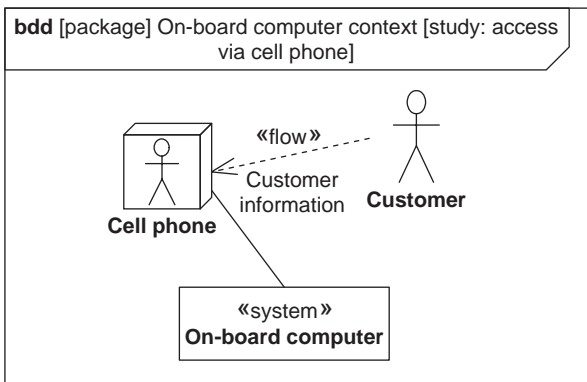 bdd [package] On-board computer context [study: access
via cell phone]
«flow»
Customer
information
Customer
Cell phone
«system»
On-board computer